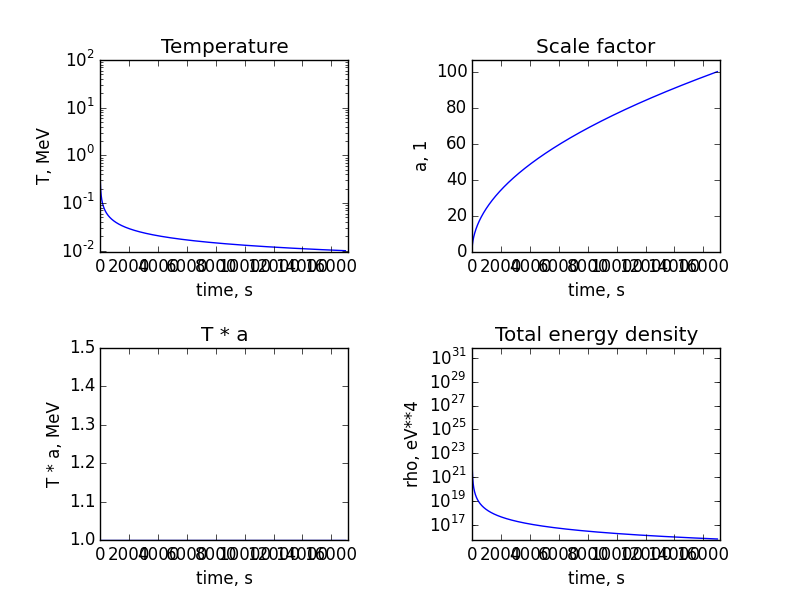 Temperature
10^2
10^1
10^0
10^-1
10^-2
T, MeV
0 2000 4000 6000 8000 10000 12000 14000 16000
time, s
Scale factor
100
80
60
40
20
0
a, 1
0 2000 4000 6000 8000 10000 12000 14000 16000
time, s
T * a
1.5
1.4
1.3
1.2
1.1
1.0
T * a, MeV
0 2000 4000 6000 8000 10000 12000 14000 16000
time, s
Total energy density
10^31
10^29
10^27
10^25
10^23
10^21
10^19
10^17
rho, eV**4
0 2000 4000 6000 8000 10000 12000 14000 16000
time, s